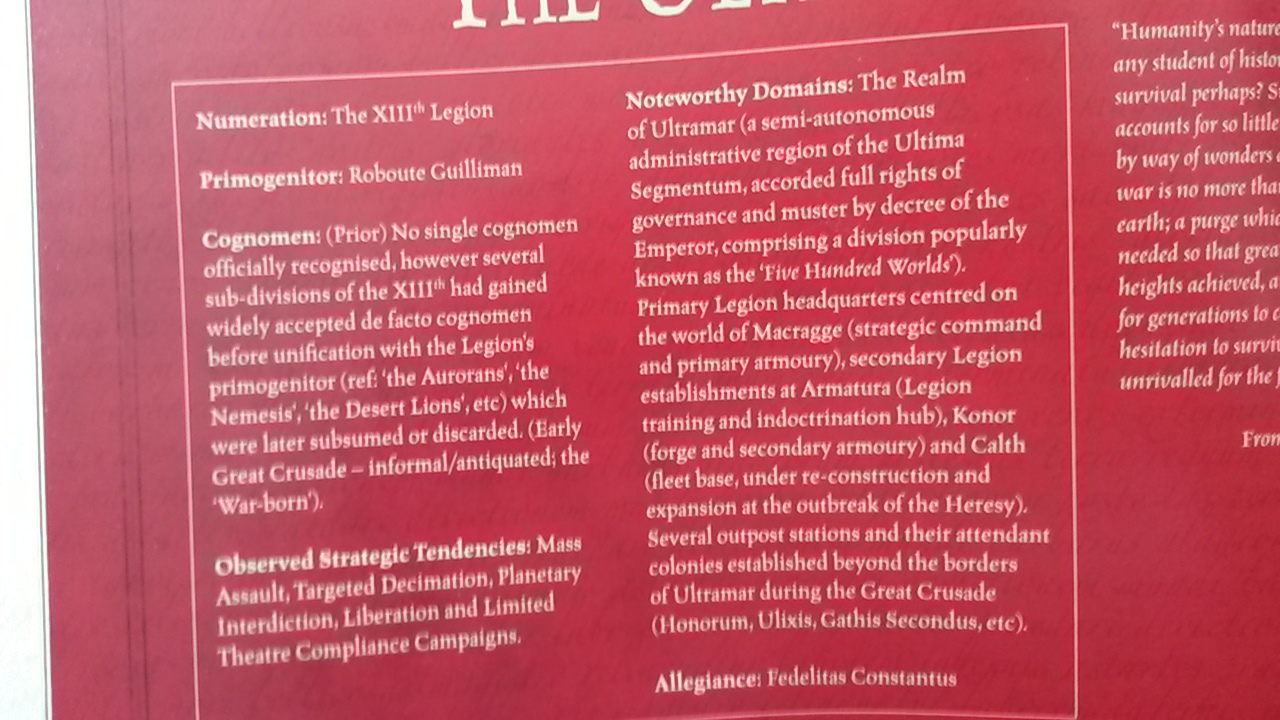 Numeration: The XIIIth Legion
Primogenitor: Roboute Guilliman
Cognomen: (Prior) No single cognomen
officially recognised, however several
sub-divisions of the XIIIth had gained
widely accepted de facto cognomen
before unification with the Legion's
primogenitor (ref: 'the Aurorans', 'the
Nemesis', 'the Desert Lions', etc) which
were later subsumed or discarded. (Early
Great Crusade – informal/antiquated; the
'War-born').
Observed Strategic Tendencies: Mass
Assault, Targeted Decimation, Planetary
Interdiction, Liberation and Limited
Theatre Compliance Campaigns.
Noteworthy Domains: The Realm
of Ultramar (a semi-autonomous
administrative region of the Ultima
Segmentum, accorded full rights of
governance and muster by decree of the
Emperor, comprising a division popularly
known as the 'Five Hundred Worlds').
Primary Legion headquarters centred on
the world of Macragge (strategic command
and primary armoury), secondary Legion
establishments at Armatura (Legion
training and indoctrination hub), Konor
(forge and secondary armoury) and Calth
(fleet base, under re-construction and
expansion at the outbreak of the Heresy).
Several outpost stations and their attendant
colonies established beyond the borders
of Ultramar during the Great Crusade
(Honorum, Ulixis, Gathis Secundus, etc).
Allegiance: Fedelitas Constantus
"Humanity's nature
any student of
survival perhaps?
accounts for so little
by way of wonders
war is no more
earth; a purge
needed so that
heights achieved,
for generations to
hesitation to
unrivalled for the
From